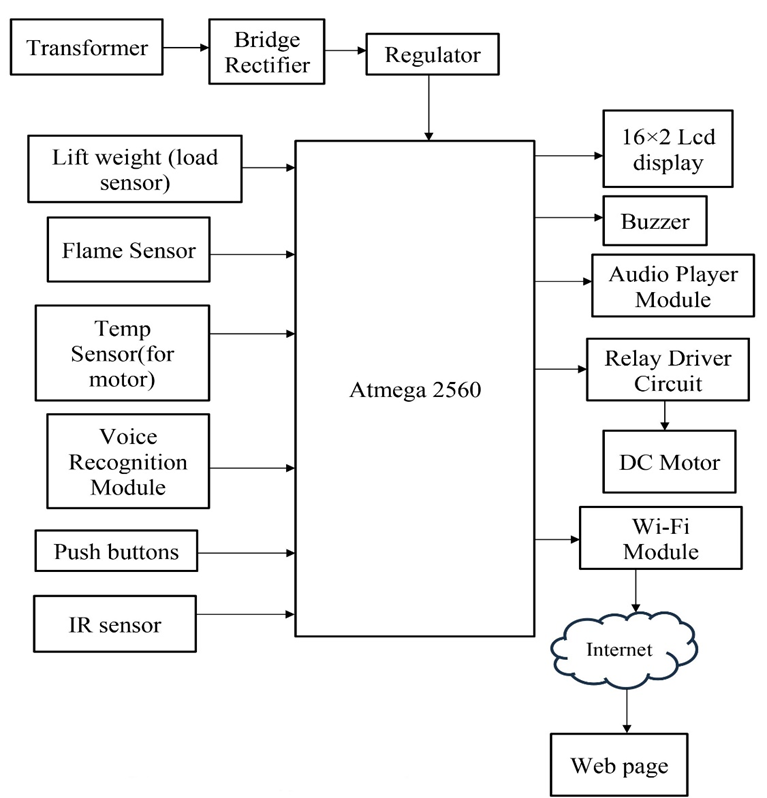 Transformer
Bridge
Rectifier
Regulator
Lift weight (load
sensor)
Flame Sensor
Temp
Sensor(for
motor)
Voice
Recognition
Module
Push buttons
IR sensor
Atmega 2560
16×2 Lcd
display
Buzzer
Audio Player
Module
Relay Driver
Circuit
DC Motor
Wi-Fi
Module
Internet
Web page